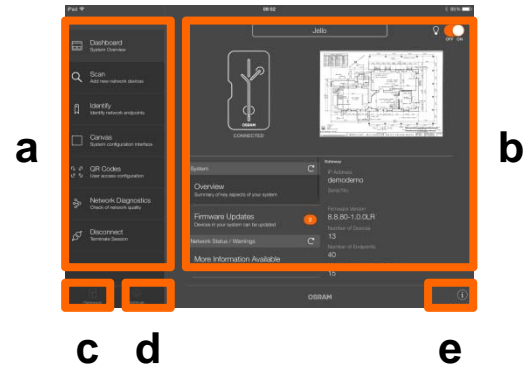 iPad
09:52
89%
Jello
OFF ON
Dashboard
System Overview
Scan
Add new network devices
Identify
Identify network endpoints
Canvas
System configuration interface
QR Codes
User access configuration
Network Diagnostics
Check of network quality
Disconnect
Terminate Session
OSRAM
CONNECTED
System
Overview
Summary of key aspects of your system
Firmware Updates
Devices in your system can be updated
2
Network Status / Warnings
More Information Available
Gateway
IP Address
demodemo
Serial No.
Firmware Version
8.8.80-1.0.0LR
Number of Devices
13
Number of Endpoints
40
15
OSRAM
a
b
c
d
e